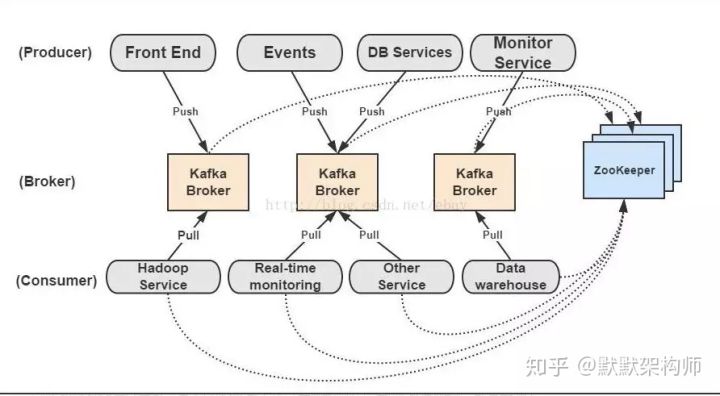 (Producer)
Front End
Events
DB Services
Monitor
Service
Push
Push
Push
Push
(Broker)
Kafka
Broker
Kafka
Broker
Kafka
Broker
ZooKeeper
http://blog.csdn.net/ebay
Pull
Pull
Pull
Pull
(Consumer)
Hadoop
Service
Real-time
monitoring
Other
Service
Data
warehouse
知乎 @默默架构师